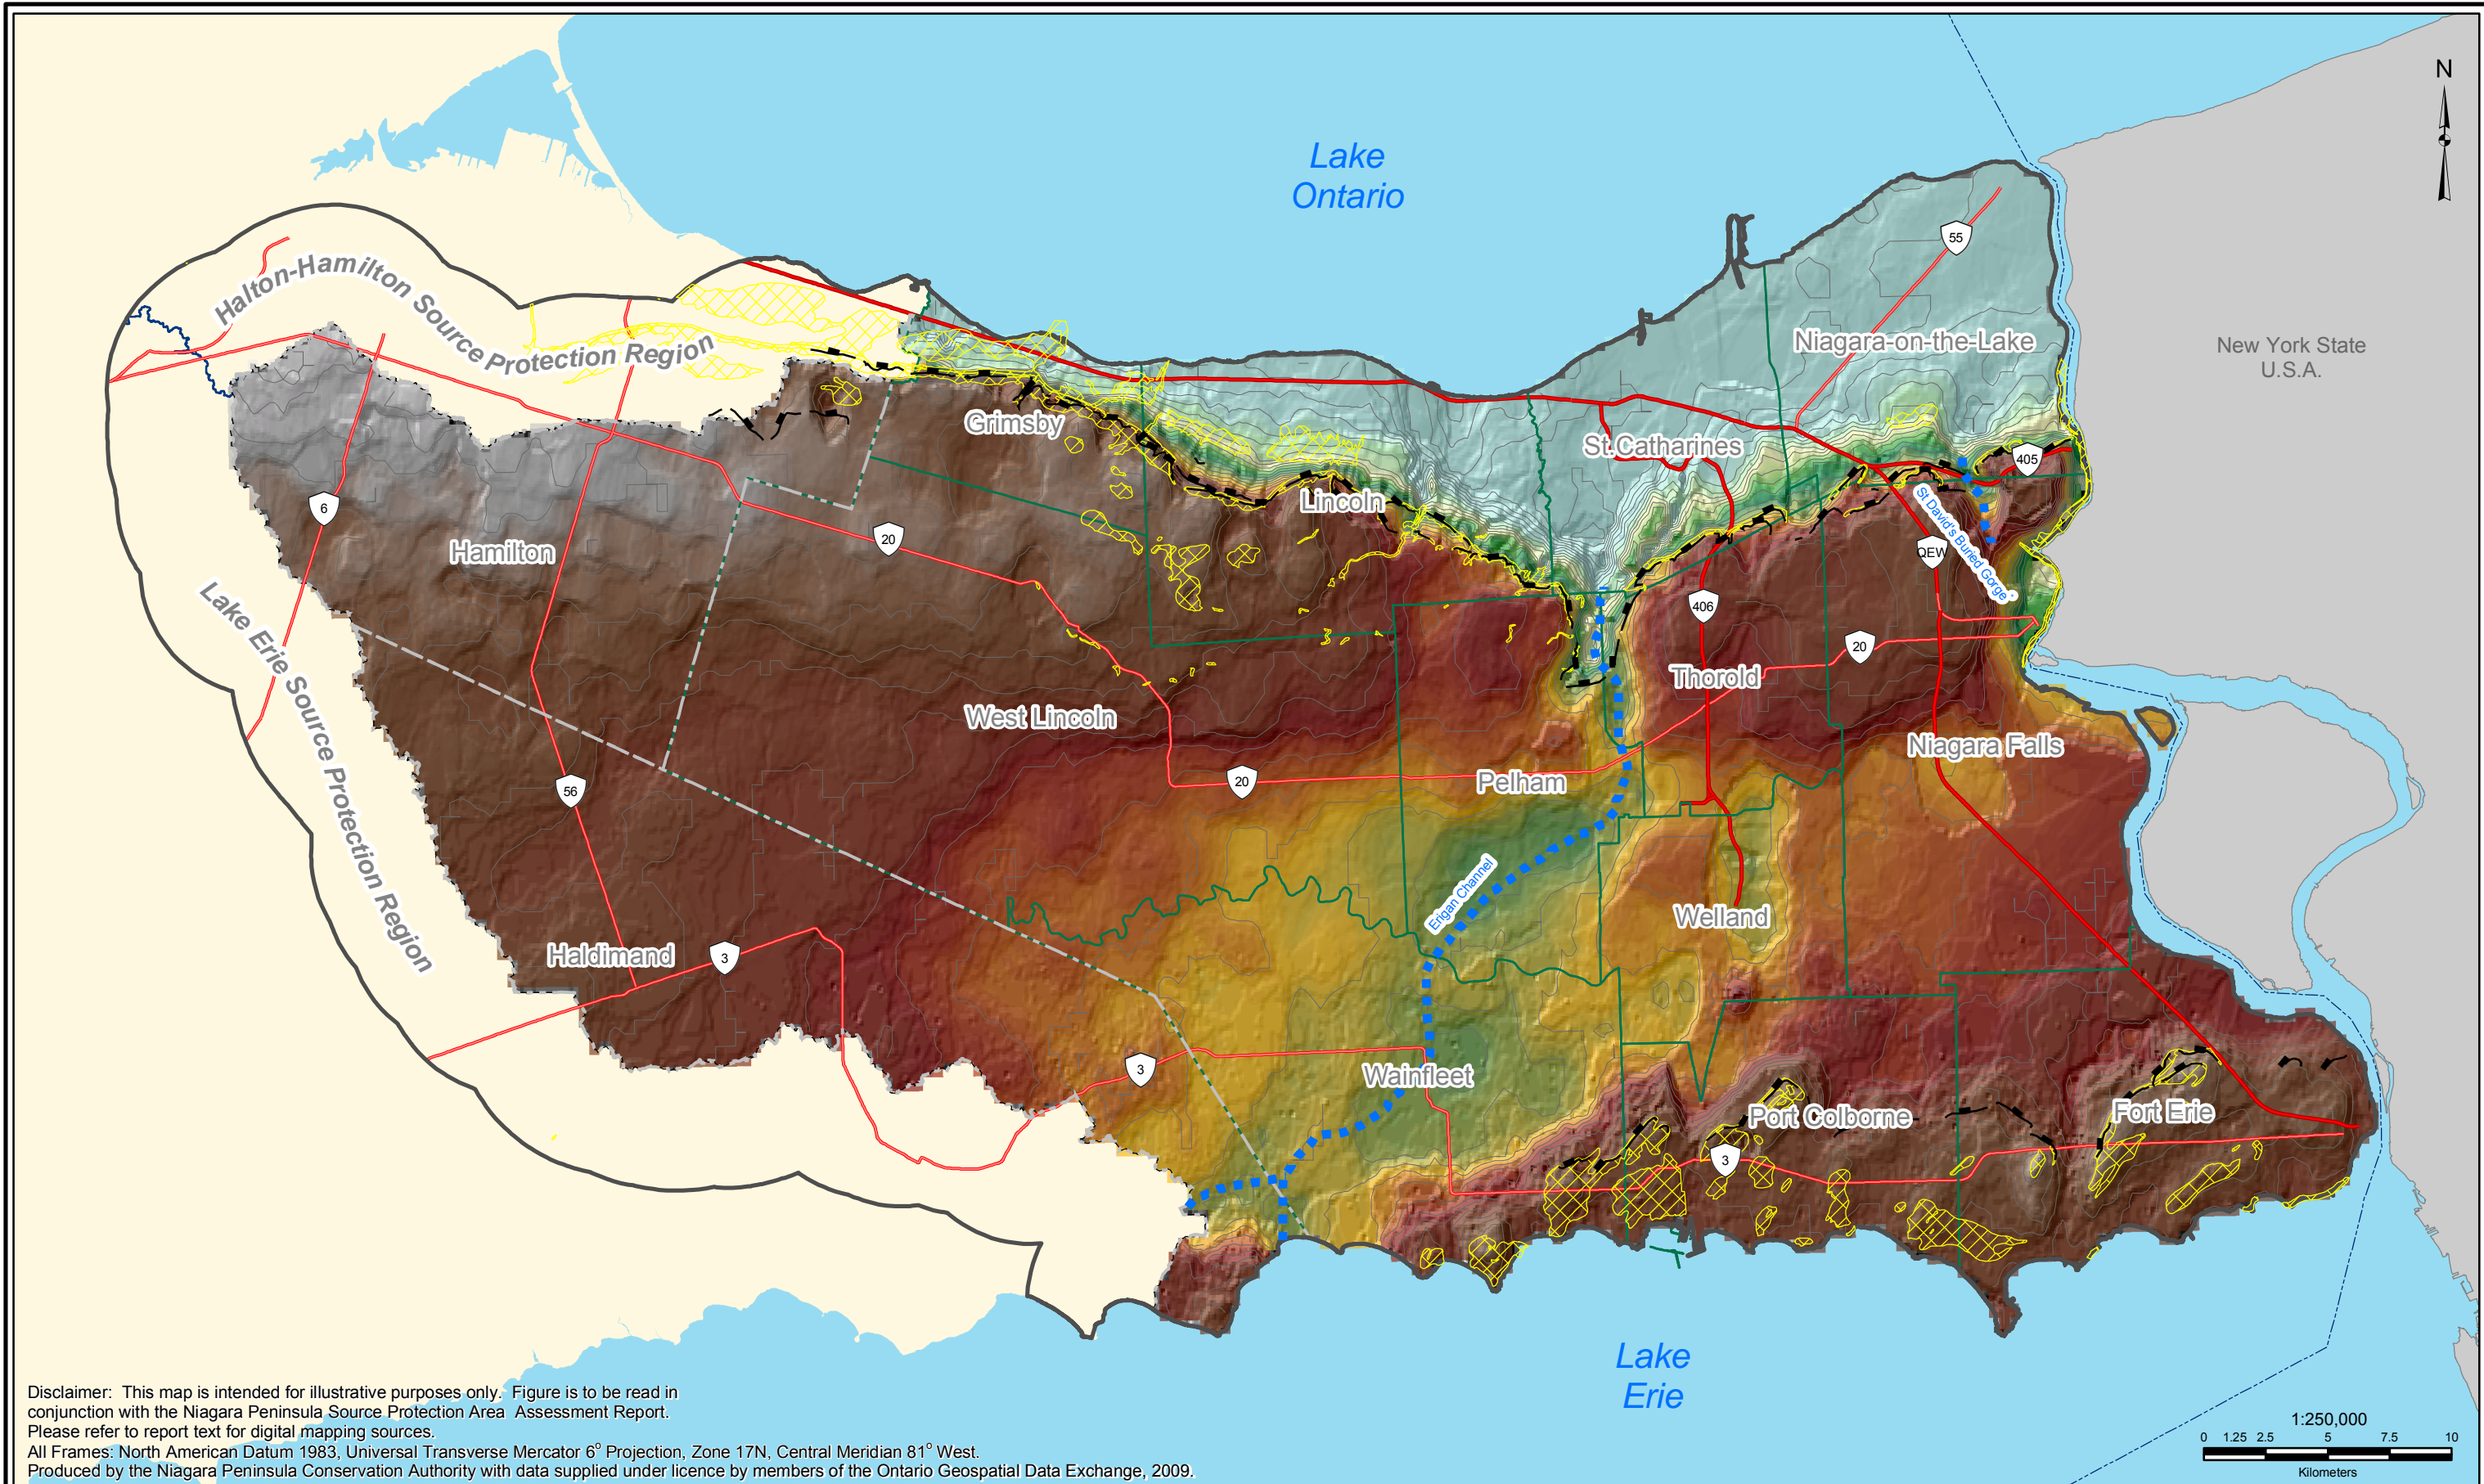 Lake
Ontario
N
55
New York State
U.S.A.
Halton-Hamilton Source Protection Region
Niagara-on-the-Lake
Grimsby
St.Catharines
405
Lincoln
6
St David's Buried Gorge
20
Hamilton
QEW
406
20
Lake Erie Source Protection Region
Thorold
West Lincoln
Niagara Falls
20
Pelham
56
Erigan Channel
Welland
Haldimand
3
3
Wainfleet
Port Colborne
Fort Erie
3
Lake
Erie
Disclaimer: This map is intended for illustrative purposes only. Figure is to be read in
conjunction with the Niagara Peninsula Source Protection Area Assessment Report.
Please refer to report text for digital mapping sources.
All Frames: North American Datum 1983, Universal Transverse Mercator 6° Projection, Zone 17N, Central Meridian 81° West.
Produced by the Niagara Peninsula Conservation Authority with data supplied under licence by members of the Ontario Geospatial Data Exchange, 2009.
1:250,000
0 1.25 2.5 5 7.5 10
Kilometers